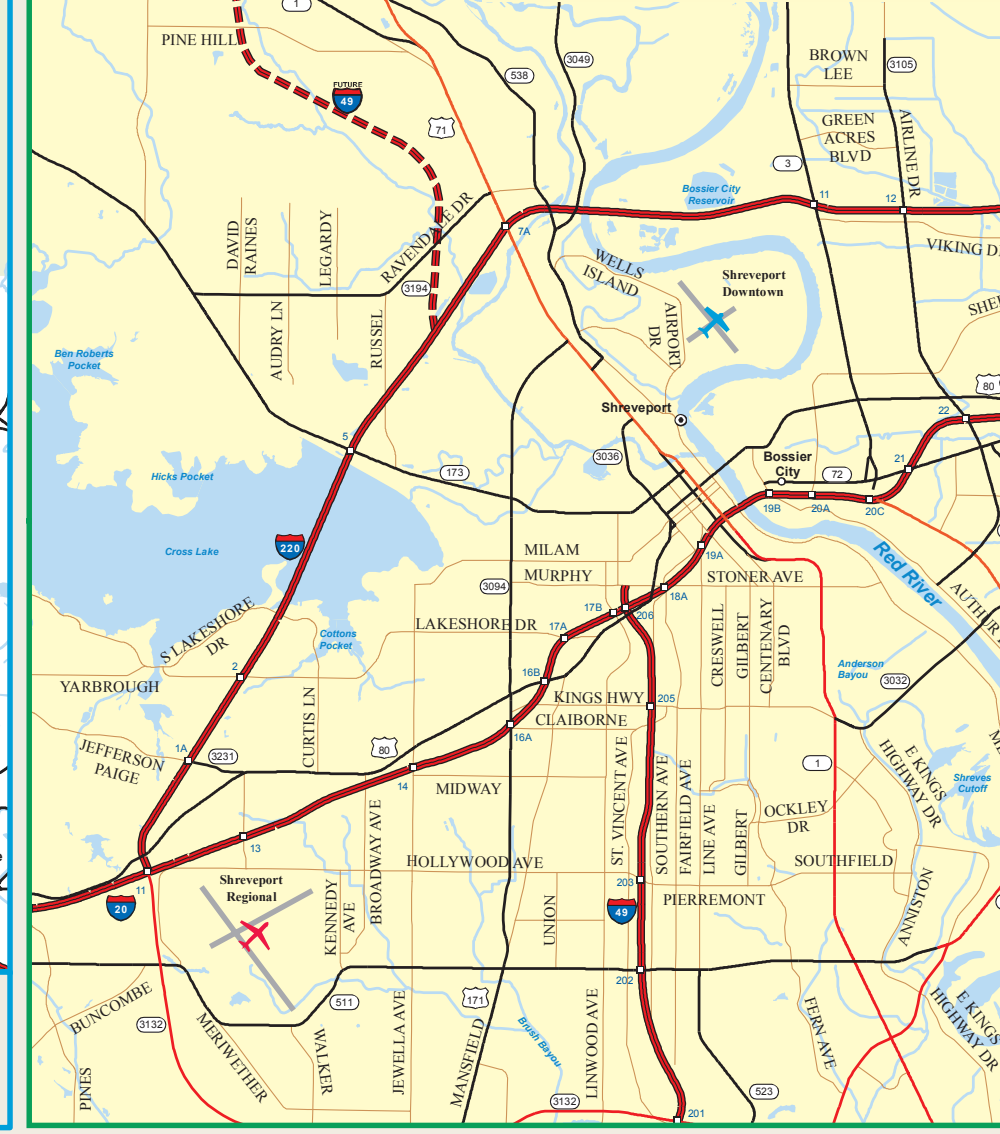 1
PINE HILL
3049
538
BROWN
LEE
3105
FUTURE
49
71
GREEN
ACRES
BLVD
AIRLINE DR
3
Bossier City
Reservoir
11
12
DAVID
RAINES
LEGARDY
RAVENDALE DR
7A
VIKING D
WELLS
ISLAND
Shreveport
Downtown
3194
AUDRY LN
RUSSEL
AIRPORT
DR
SHE
Ben Roberts
Pocket
80
Shreveport
22
5
Bossier
City
21
Hicks Pocket
173
3036
72
19B
20A
20C
Cross Lake
220
MILAM
19A
Red River
MURPHY
STONER AVE
3094
18A
AUTHUR
17B
206
S LAKESHORE
DR
Cottons
Pocket
LAKESHORE DR
17A
CRESWELL
GILBERT
CENTENARY
BLVD
2
16B
Anderson
Bayou
3032
YARBROUGH
KINGS HWY
205
CURTIS LN
CLAIBORNE
1A
3231
80
16A
JEFFERSON
PAIGE
ST. VINCENT AVE
SOUTHERN AVE
FAIRFIELD AVE
LINE AVE
GILBERT
1
E KINGS
HIGHWAY DR
Shreves
Cutoff
14
MIDWAY
OCKLEY
DR
13
BROADWAY AVE
HOLLYWOOD AVE
SOUTHFIELD
11
Shreveport
Regional
203
20
KENNEDY
AVE
UNION
49
PIERREMONT
ANNISTON
202
BUNCOMBE
511
171
3132
MERIWETHER
WALKER
JEWELLA AVE
MANSFIELD
Brush Bayou
LINWOOD AVE
FERN AVE
E KINGS
HIGHWAY DR
PINES
3132
523
201